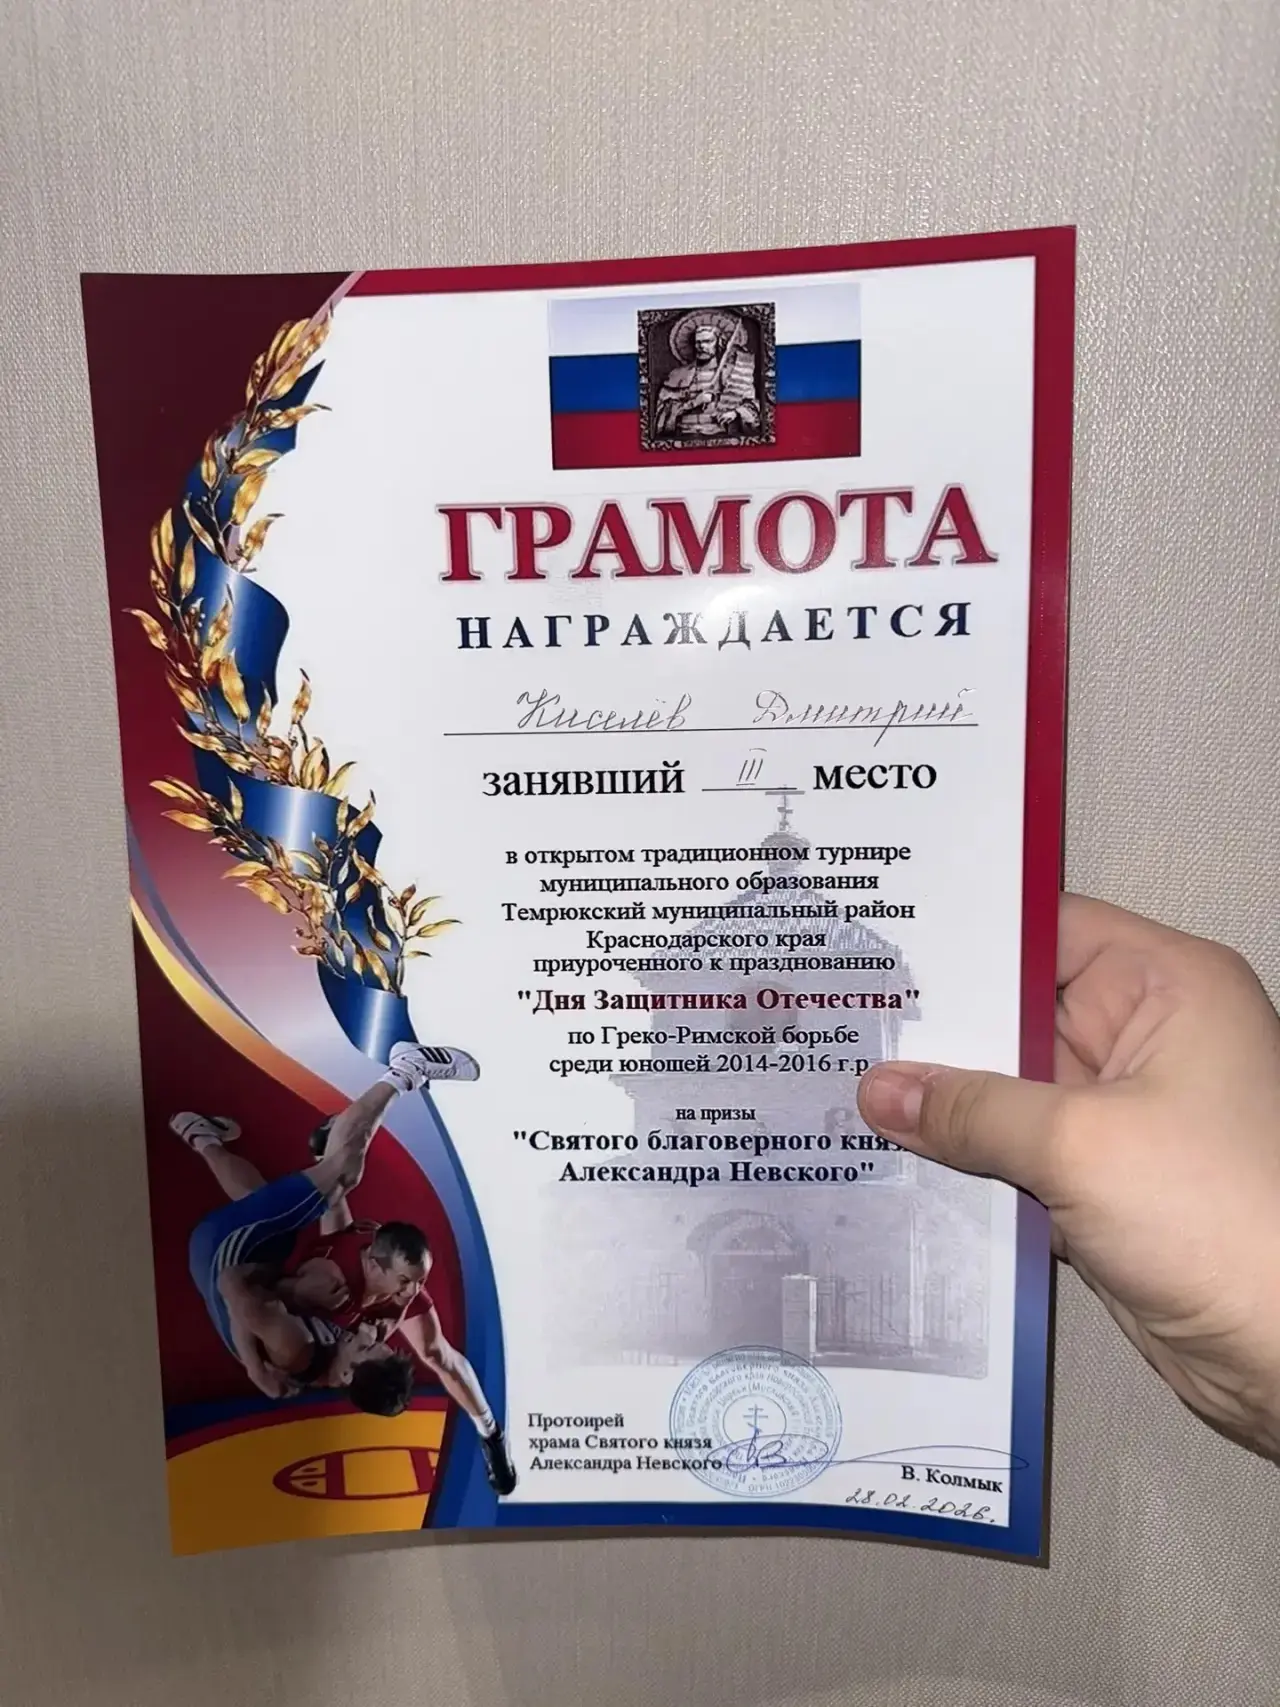 ГРАМОТА
НАГРАЖДАЕТСЯ
Киселёв Дмитрий
занявший III место
в открытом традиционном турнире
муниципального образования
Темрюкский муниципальный район
Краснодарского края
приуроченного к празднованию
"Дня Защитника Отечества"
по Греко-Римской борьбе
среди юношей 2014-2016 г.р
на призы
"Святого благоверного княз
Александра Невского"
Протоирей
храма Святого князя
Александра Невского
В. Колмык
28.02.2026.